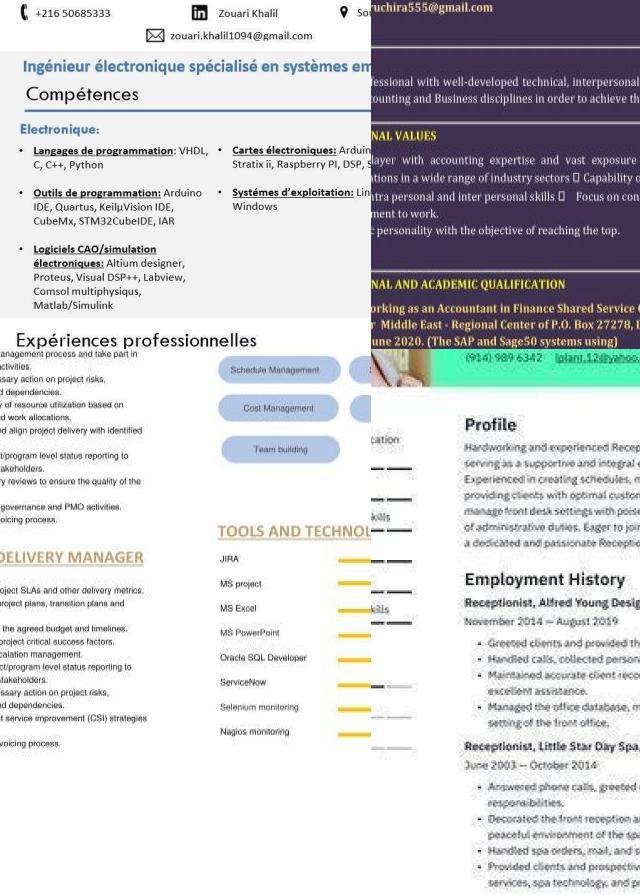 +216 50685333
Zouari Khalil
zouari.khalil1094@gmail.com
Ingénieur électronique spécialisé en systèmes em
Compétences
Electronique:
• Langages de programmation: VHDL,
C, C++, Python
• Outils de programmation: Arduino
IDE, Quartus, KeilµVision IDE,
CubeMx, STM32CubeIDE, IAR
• Logiciels CAO/simulation
électroniques: Altium designer,
Proteus, Visual DSP++, Labview,
Comsol multiphysiqus,
Matlab/Simulink
• Cartes électroniques: Arduin
Stratix ii, Raspberry PI, DSP, S
• Systémes d’exploitation: Lin
Windows
Expériences professionnelles
anagement process and take part in
activities.
ssary action on project risks,
d dependencies.
y of resource utilization based on
d work allocations.
nd align project delivery with identified
ct/program level status reporting to
akeholders.
ry reviews to ensure the quality of the
governance and PMO activities.
voicing process.
DELIVERY MANAGER
oject SLAs and other delivery metrics.
project plans, transition plans and
the agreed budget and timelines.
project critical success factors.
calation management.
ct/program level status reporting to
takeholders.
ssary action on project risks,
nd dependencies.
t service improvement (CSI) strategies
voicing process.
Schedule Management
Cost Management
Team building
TOOLS AND TECHNOL
JIRA
MS project
MS Excel
MS PowerPoint
Oracle SQL Developer
ServiceNow
Selenium monitoring
Nagios monitoring
ruchira555@gmail.com
fessional with well-developed technical, interpersonal
counting and Business disciplines in order to achieve th
NAL VALUES
layer with accounting expertise and vast exposure
ations in a wide range of industry sectors Capability o
ntra personal and inter personal skills Focus on con
ment to work.
c personality with the objective of reaching the top.
NAL AND ACADEMIC QUALIFICATION
orking as an Accountant in Finance Shared Service C
r Middle East - Regional Center of P.O. Box 27278, D
une 2020. (The SAP and Sage50 systems using)
(914) 989 6342 lplant.12@yahoo.
cation
kills
kills
Profile
Hardworking and experienced Recep
serving as a supportive and integral e
Experienced in creating schedules, m
providing clients with optimal custom
manage front desk settings with poise
of administrative duties. Eager to join
a dedicated and passionate Reception
Employment History
Receptionist, Alfred Young Desig
November 2014 — August 2019
• Greeted clients and provided th
• Handled calls, collected persona
• Maintained accurate client reco
excellent assistance.
• Managed the office database, m
setting of the front office.
Receptionist, Little Star Day Spa,
June 2003 — October 2014
• Answered phone calls, greeted c
responsibilities.
• Decorated the front reception a
peaceful environment of the spa
• Handled spa orders, mail, and s
• Provided clients and prospectiv
services, spa technology, and p